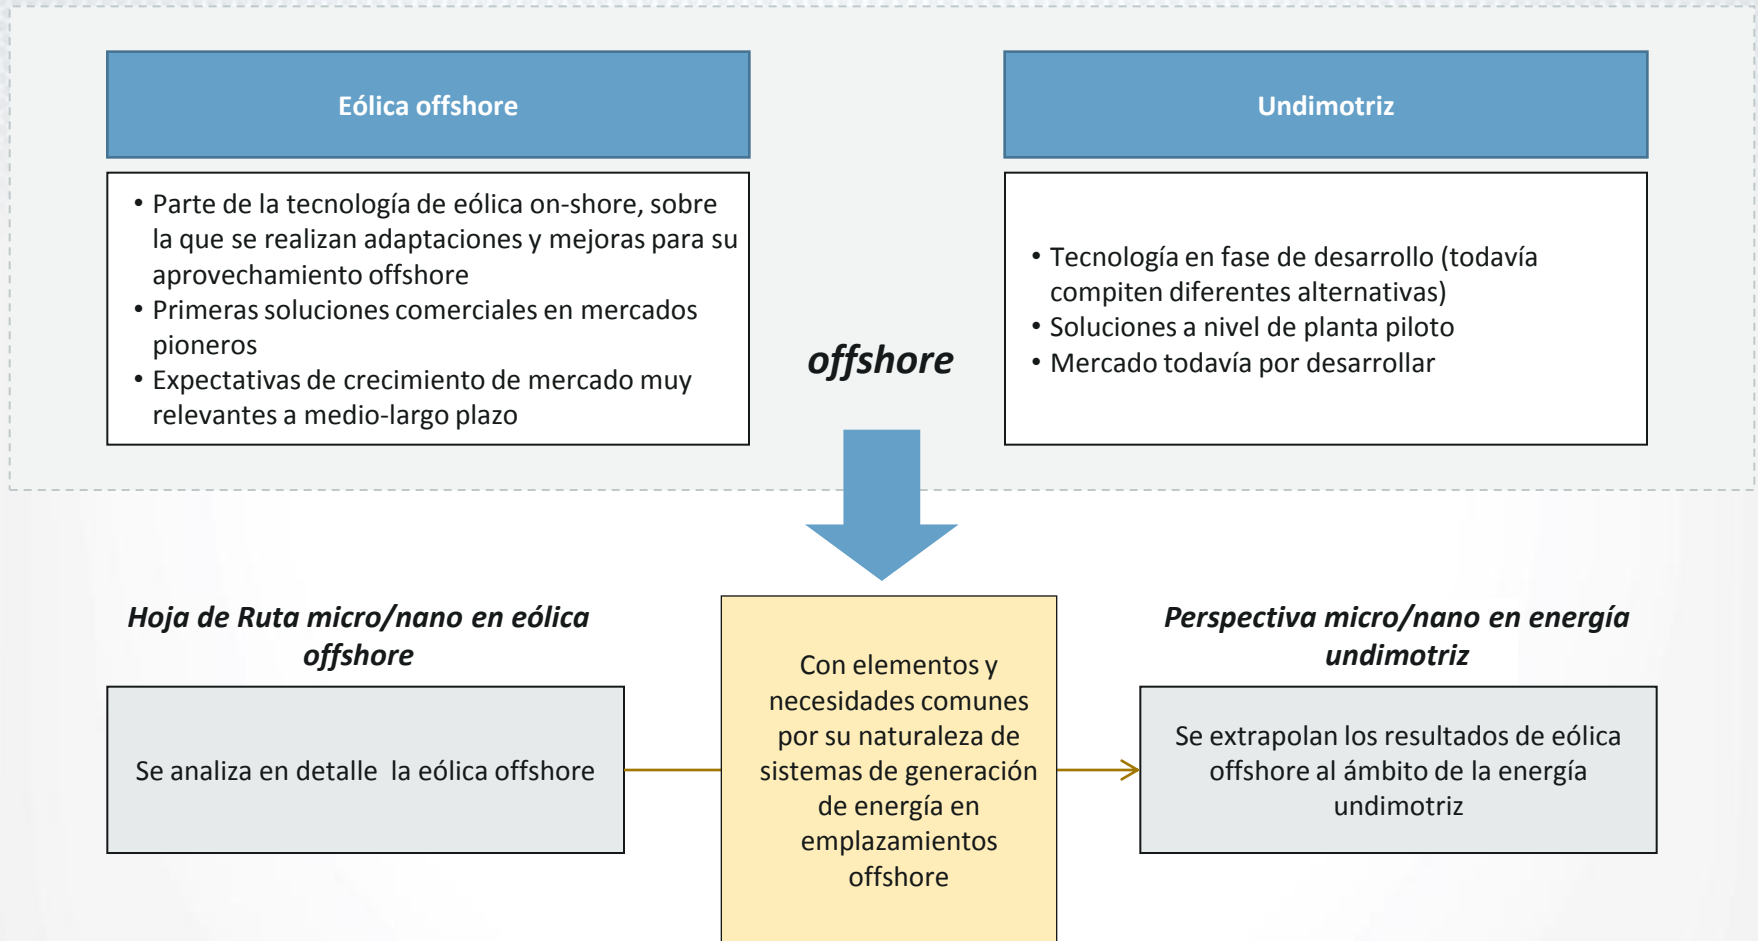 Eólica offshore
Undimotriz
• Parte de la tecnología de eólica on-shore, sobre
la que se realizan adaptaciones y mejoras para su
aprovechamiento offshore
• Primeras soluciones comerciales en mercados
pioneros
• Expectativas de crecimiento de mercado muy
relevantes a medio-largo plazo
offshore
• Tecnología en fase de desarrollo (todavía
compiten diferentes alternativas)
• Soluciones a nivel de planta piloto
• Mercado todavía por desarrollar
Hoja de Ruta micro/nano en eólica
offshore
Se analiza en detalle la eólica offshore
Con elementos y
necesidades comunes
por su naturaleza de
sistemas de generación
de energía en
emplazamientos
offshore
Perspectiva micro/nano en energía
undimotriz
Se extrapolan los resultados de eólica
offshore al ámbito de la energía
undimotriz